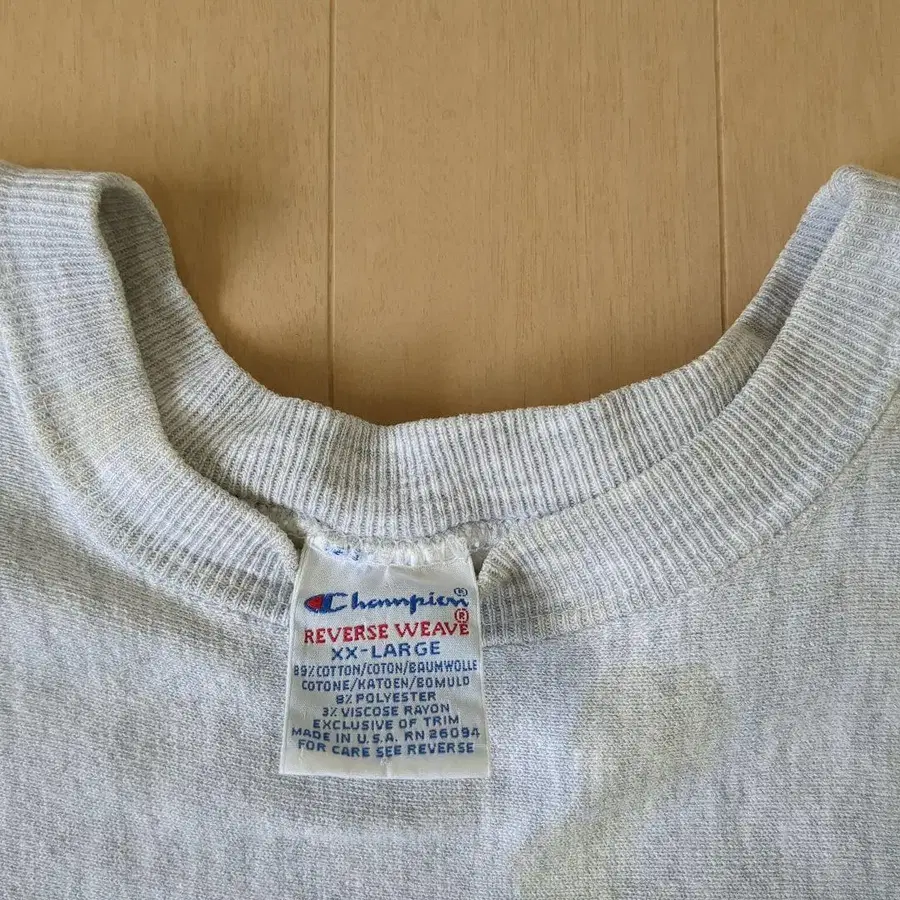 Champion®
REVERSE WEAVE®
XX-LARGE
89% COTTON/COTON/BAUMWOLLE
COTONE/KATOEN/BOMULD
8% POLYESTER
3% VISCOSE RAYON
EXCLUSIVE OF TRIM
MADE IN U.S.A. RN 26094
FOR CARE SEE REVERSE